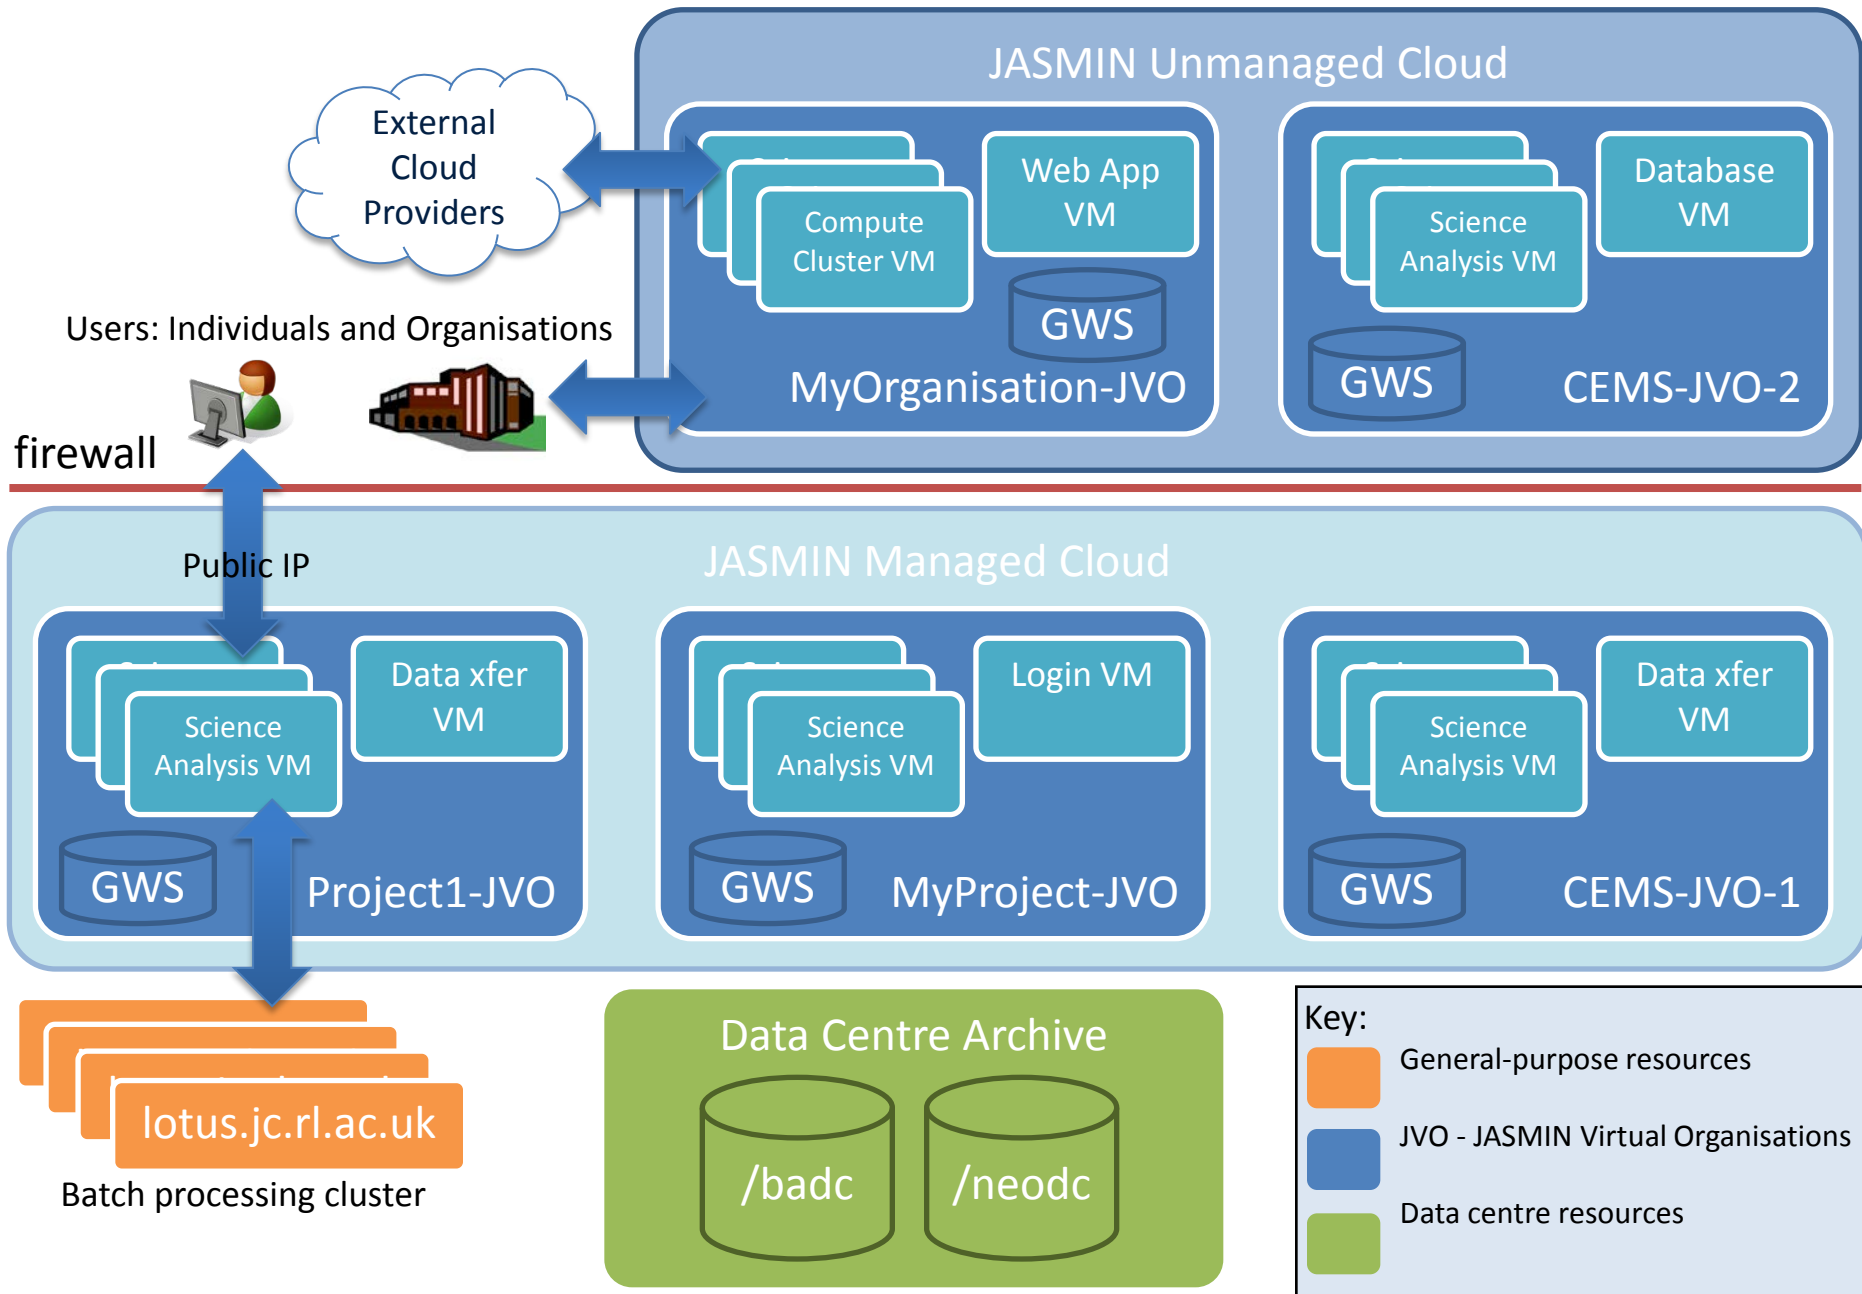 JASMIN Unmanaged Cloud
External
Cloud
Providers
Compute
Cluster VM
Web App
VM
GWS
MyOrganisation-JVO
Science
Analysis VM
Database
VM
GWS
CEMS-JVO-2
Users: Individuals and Organisations
firewall
Public IP
JASMIN Managed Cloud
Science
Analysis VM
Data xfer
VM
GWS
Project1-JVO
Science
Analysis VM
Login VM
GWS
MyProject-JVO
Science
Analysis VM
Data xfer
VM
GWS
CEMS-JVO-1
lotus.jc.rl.ac.uk
Batch processing cluster
Data Centre Archive
/badc
/neodc
Key:
General-purpose resources
JVO - JASMIN Virtual Organisations
Data centre resources